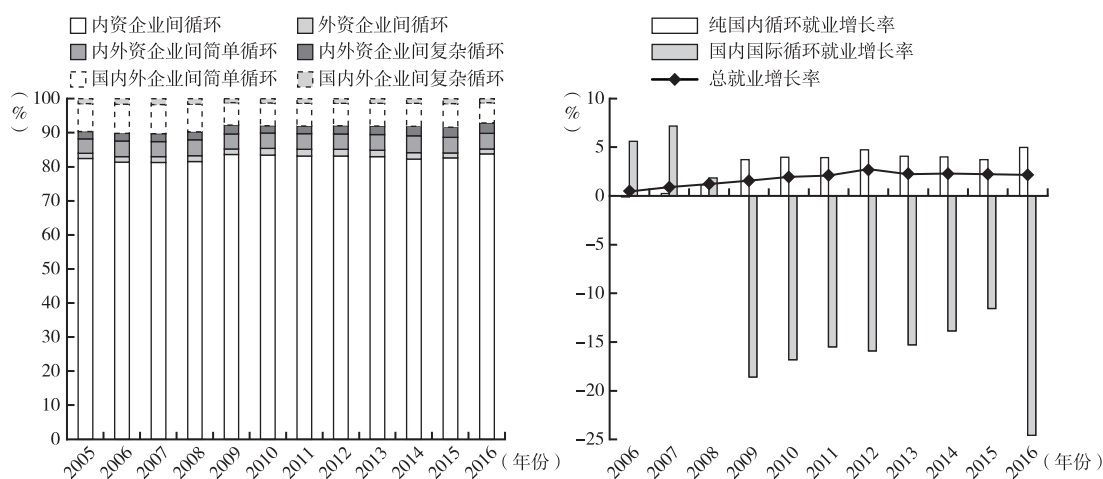 内资企业间循环
外资企业间循环
内外资企业间简单循环
内外资企业间复杂循环
国内外企业间简单循环
国内外企业间复杂循环
（%）
100
90
80
70
60
50
40
30
20
10
0
2005 2006 2007 2008 2009 2010 2011 2012 2013 2014 2015 2016（年份）
纯国内循环就业增长率
国内国际循环就业增长率
总就业增长率
（%）
10
5
0
−5
−10
−15
−20
−25
2006 2007 2008 2009 2010 2011 2012 2013 2014 2015 2016（年份）